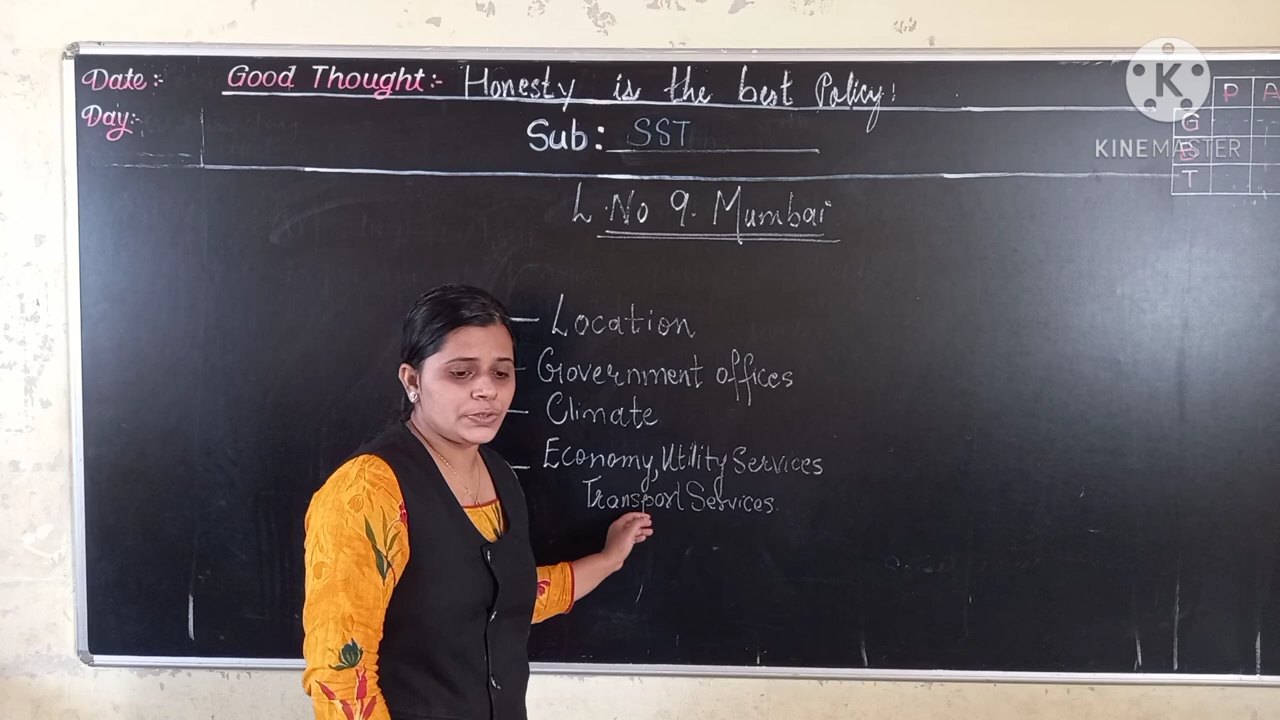 Date:-
Good Thought:- Honesty is the best Policy!
Day:-
Sub: SST
P A
G
B
T
K
KINEMASTER
L.No 9. Mumbai
Location
Government offices
Climate
Economy, Utility Services
Transport Services.